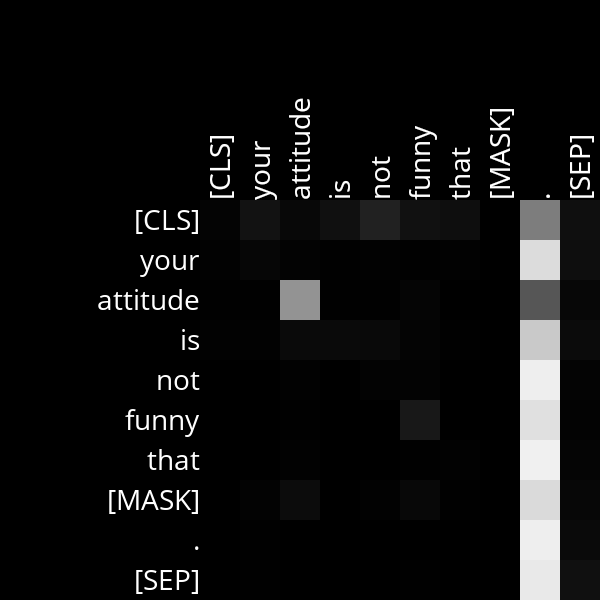 [CLS]
your
attitude
is
not
funny
that
[MASK]
.
[SEP]
[CLS]
your
attitude
is
not
funny
that
[MASK]
.
[SEP]